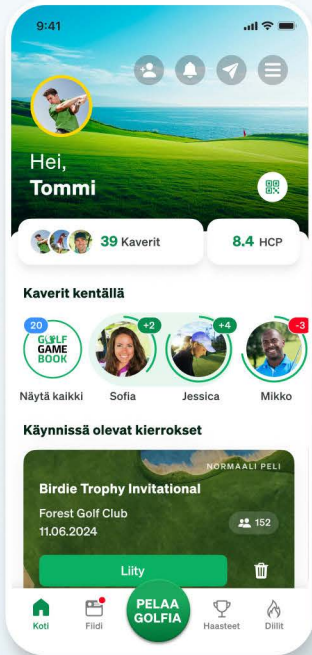 9:41
Hei,
Tommi
39 Kaverit
8.4 HCP
Kaverit kentällä
20
GOLF
GAME
BOOK
+2
+4
-3
Näytä kaikki
Sofia
Jessica
Mikko
Käynnissä olevat kierrokset
NORMAALI PELI
Birdie Trophy Invitational
Forest Golf Club
11.06.2024
152
Liity
Koti
Fiidi
PELAA
GOLFIA
Haasteet
Diilit